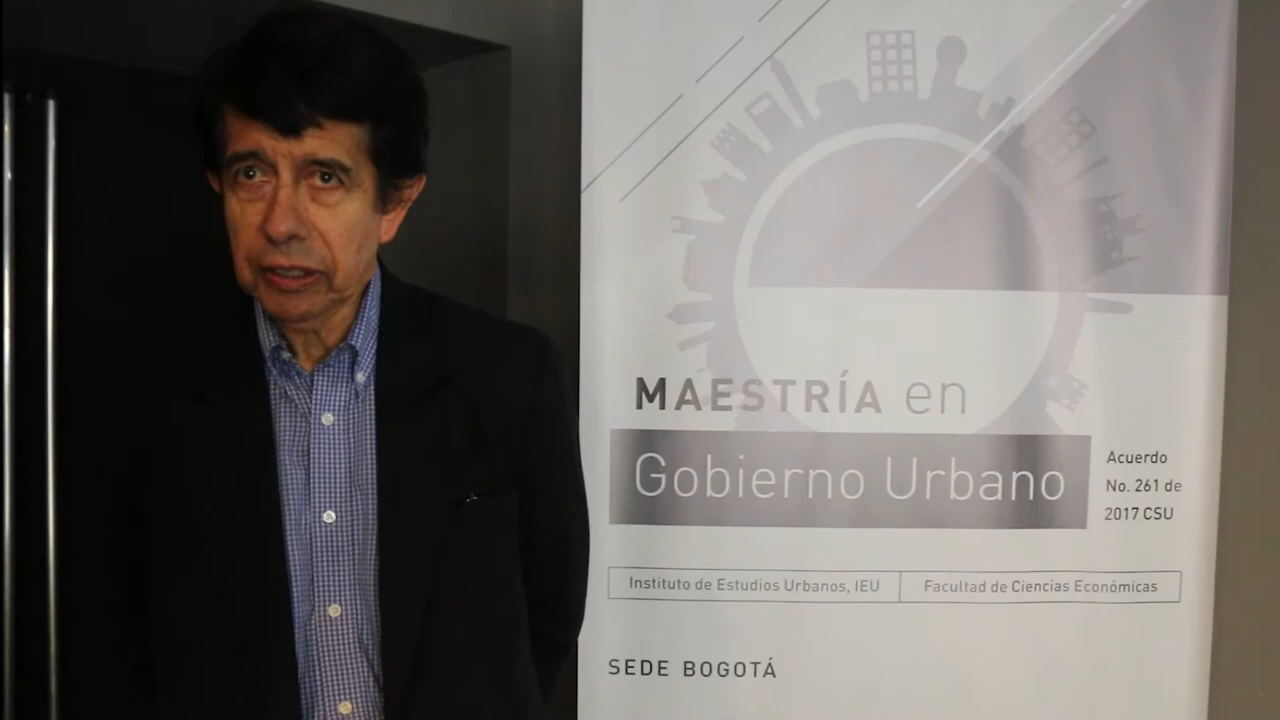 MAESTRÍA en
Gobierno Urbano
Acuerdo
No. 261 de
2017 CSU
Instituto de Estudios Urbanos, IEU
Facultad de Ciencias Económicas
SEDE BOGOTÁ